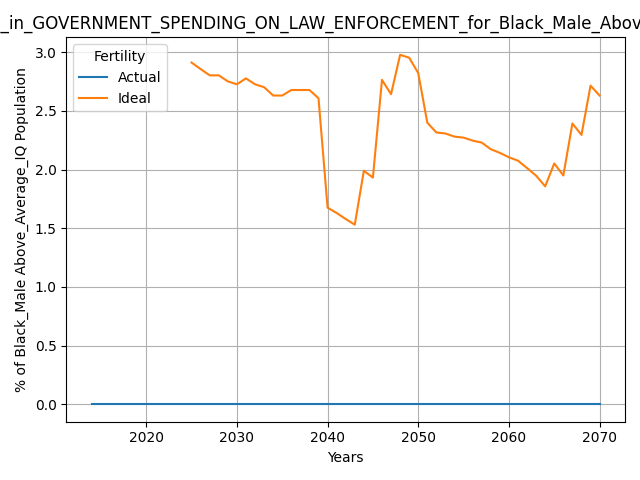 _in_GOVERNMENT_SPENDING_ON_LAW_ENFORCEMENT_for_Black_Male_Abov
Fertility
Actual
Ideal
3.0
2.5
2.0
1.5
1.0
0.5
0.0
% of Black_Male Above_Average_IQ Population
2020 2030 2040 2050 2060 2070
Years